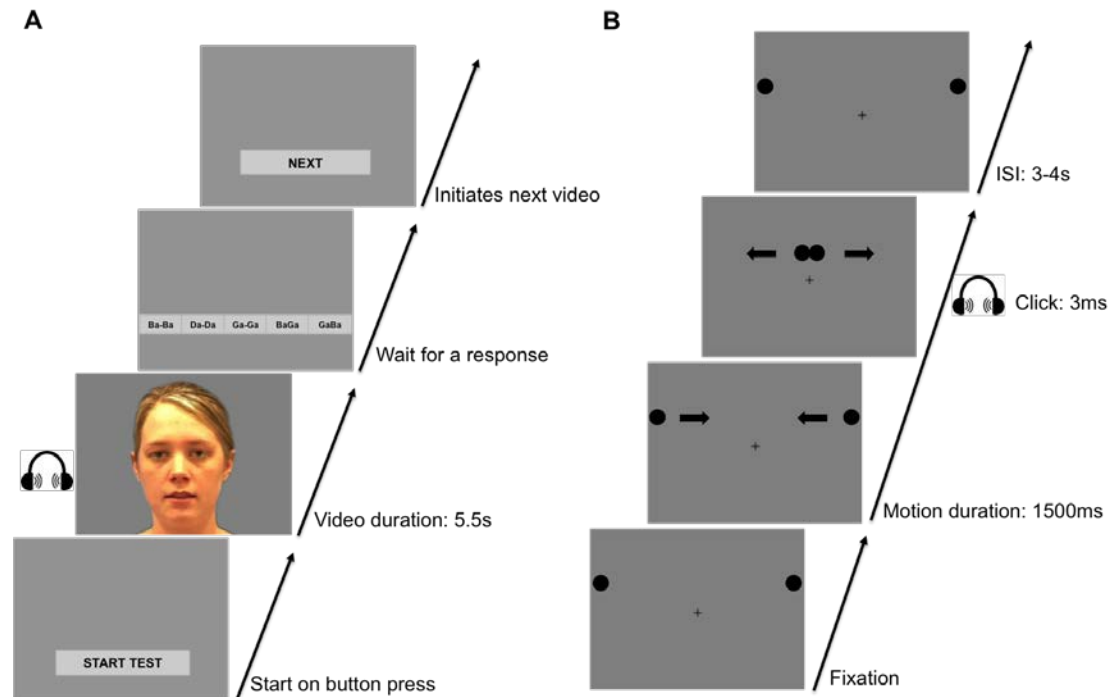 A
NEXT
Initiates next video
Ba-Ba Da-Da Ga-Ga BaGa GaBa
Wait for a response
Video duration: 5.5s
START TEST
Start on button press
B
ISI: 3-4s
Click: 3ms
Motion duration: 1500ms
Fixation